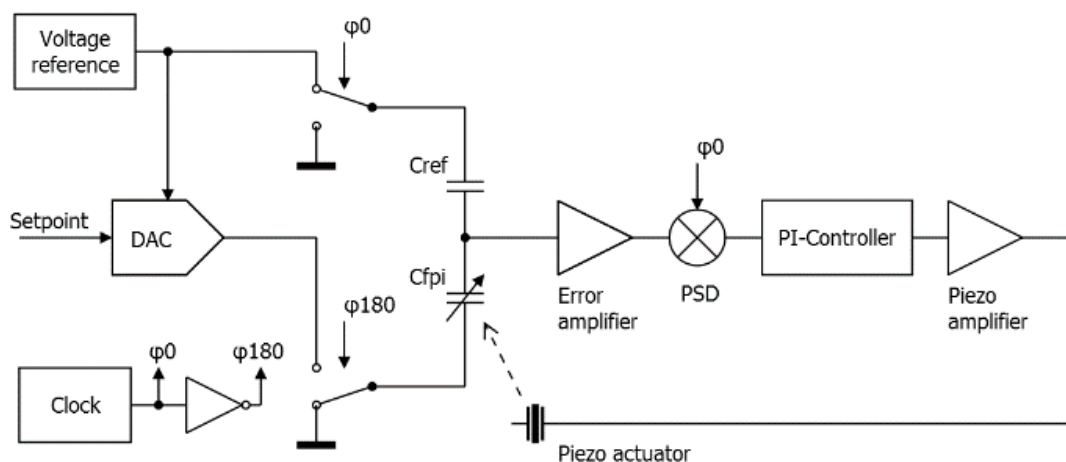 Voltage
reference
φ0
Cref
φ0
Setpoint
DAC
Cfpi
PI-Controller
Error
amplifier
PSD
Piezo
amplifier
φ180
φ0
φ180
Clock
Piezo actuator